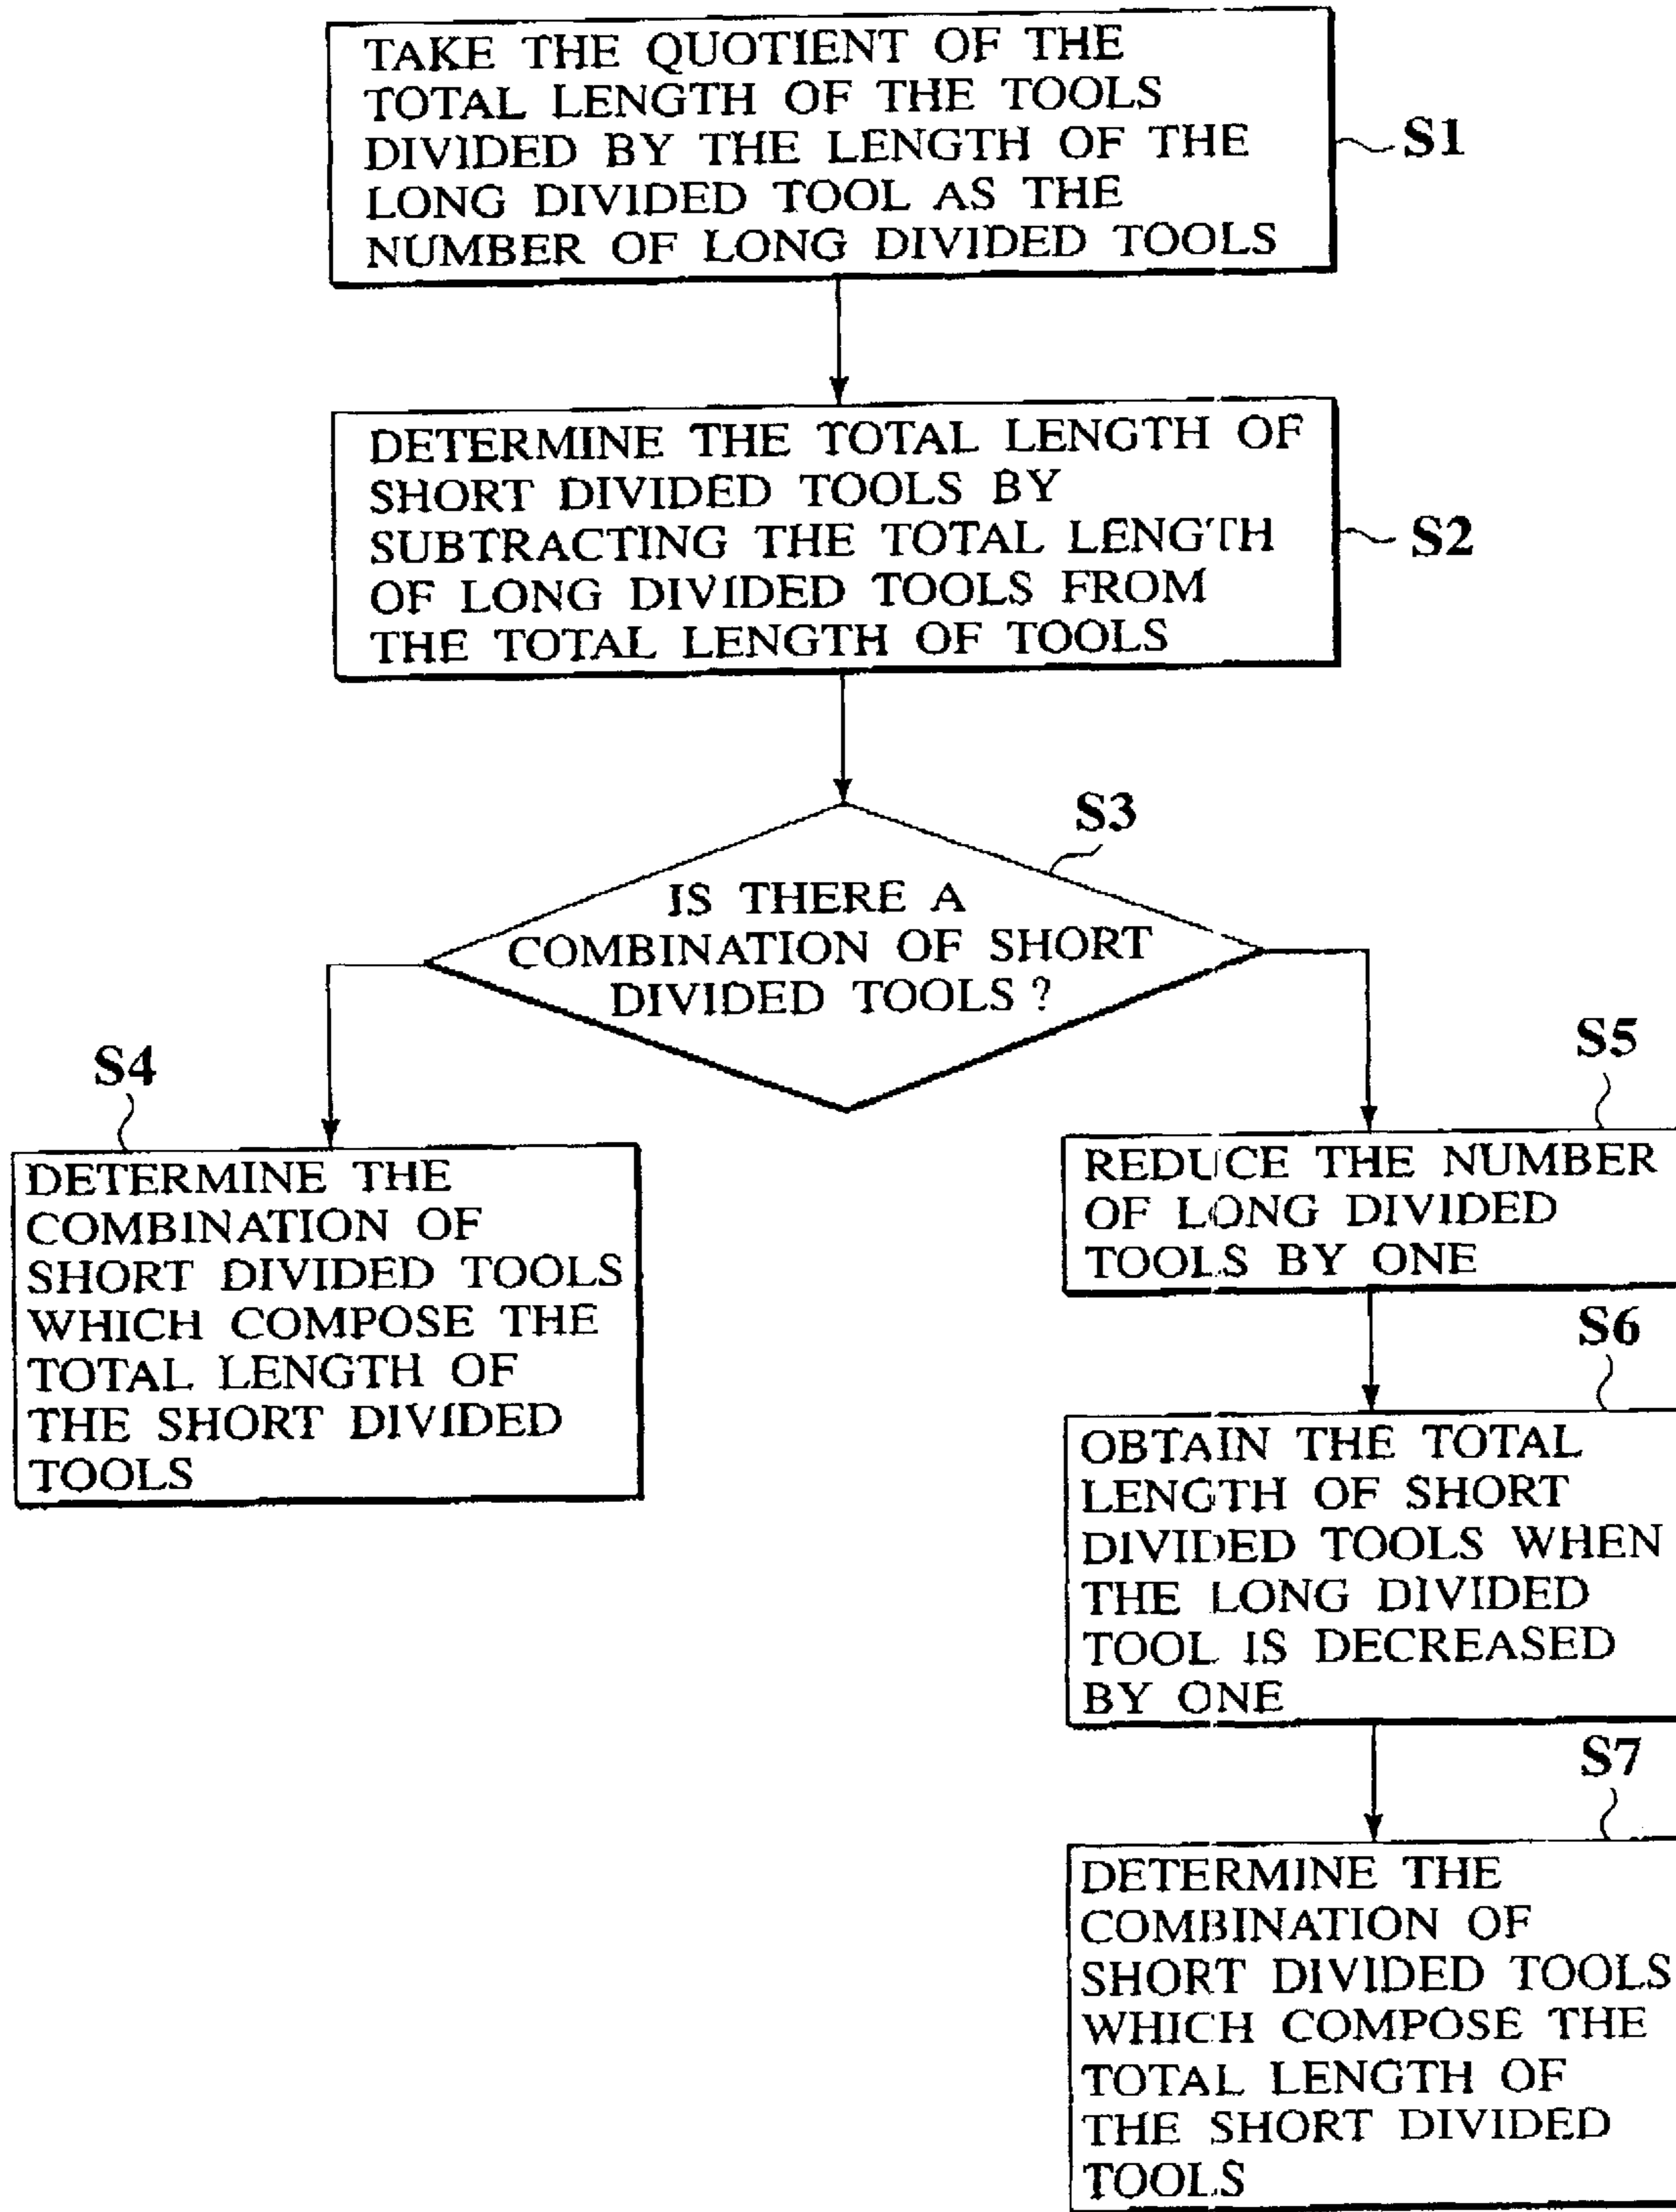 TAKE THE QUOTIENT OF THE
TOTAL LENGTH OF THE TOOLS
DIVIDED BY THE LENGTH OF THE
LONG DIVIDED TOOL AS THE
NUMBER OF LONG DIVIDED TOOLS
S1
DETERMINE THE TOTAL LENGTH OF
SHORT DIVIDED TOOLS BY
SUBTRACTING THE TOTAL LENGTH
OF LONG DIVIDED TOOLS FROM
THE TOTAL LENGTH OF TOOLS
S2
S3
IS THERE A
COMBINATION OF SHORT
DIVIDED TOOLS ?
S4
DETERMINE THE
COMBINATION OF
SHORT DIVIDED TOOLS
WHICH COMPOSE THE
TOTAL LENGTH OF
THE SHORT DIVIDED
TOOLS
S5
REDUCE THE NUMBER
OF LONG DIVIDED
TOOLS BY ONE
S6
OBTAIN THE TOTAL
LENGTH OF SHORT
DIVIDED TOOLS WHEN
THE LONG DIVIDED
TOOL IS DECREASED
BY ONE
S7
DETERMINE THE
COMBINATION OF
SHORT DIVIDED TOOLS
WHICH COMPOSE THE
TOTAL LENGTH OF
THE SHORT DIVIDED
TOOLS